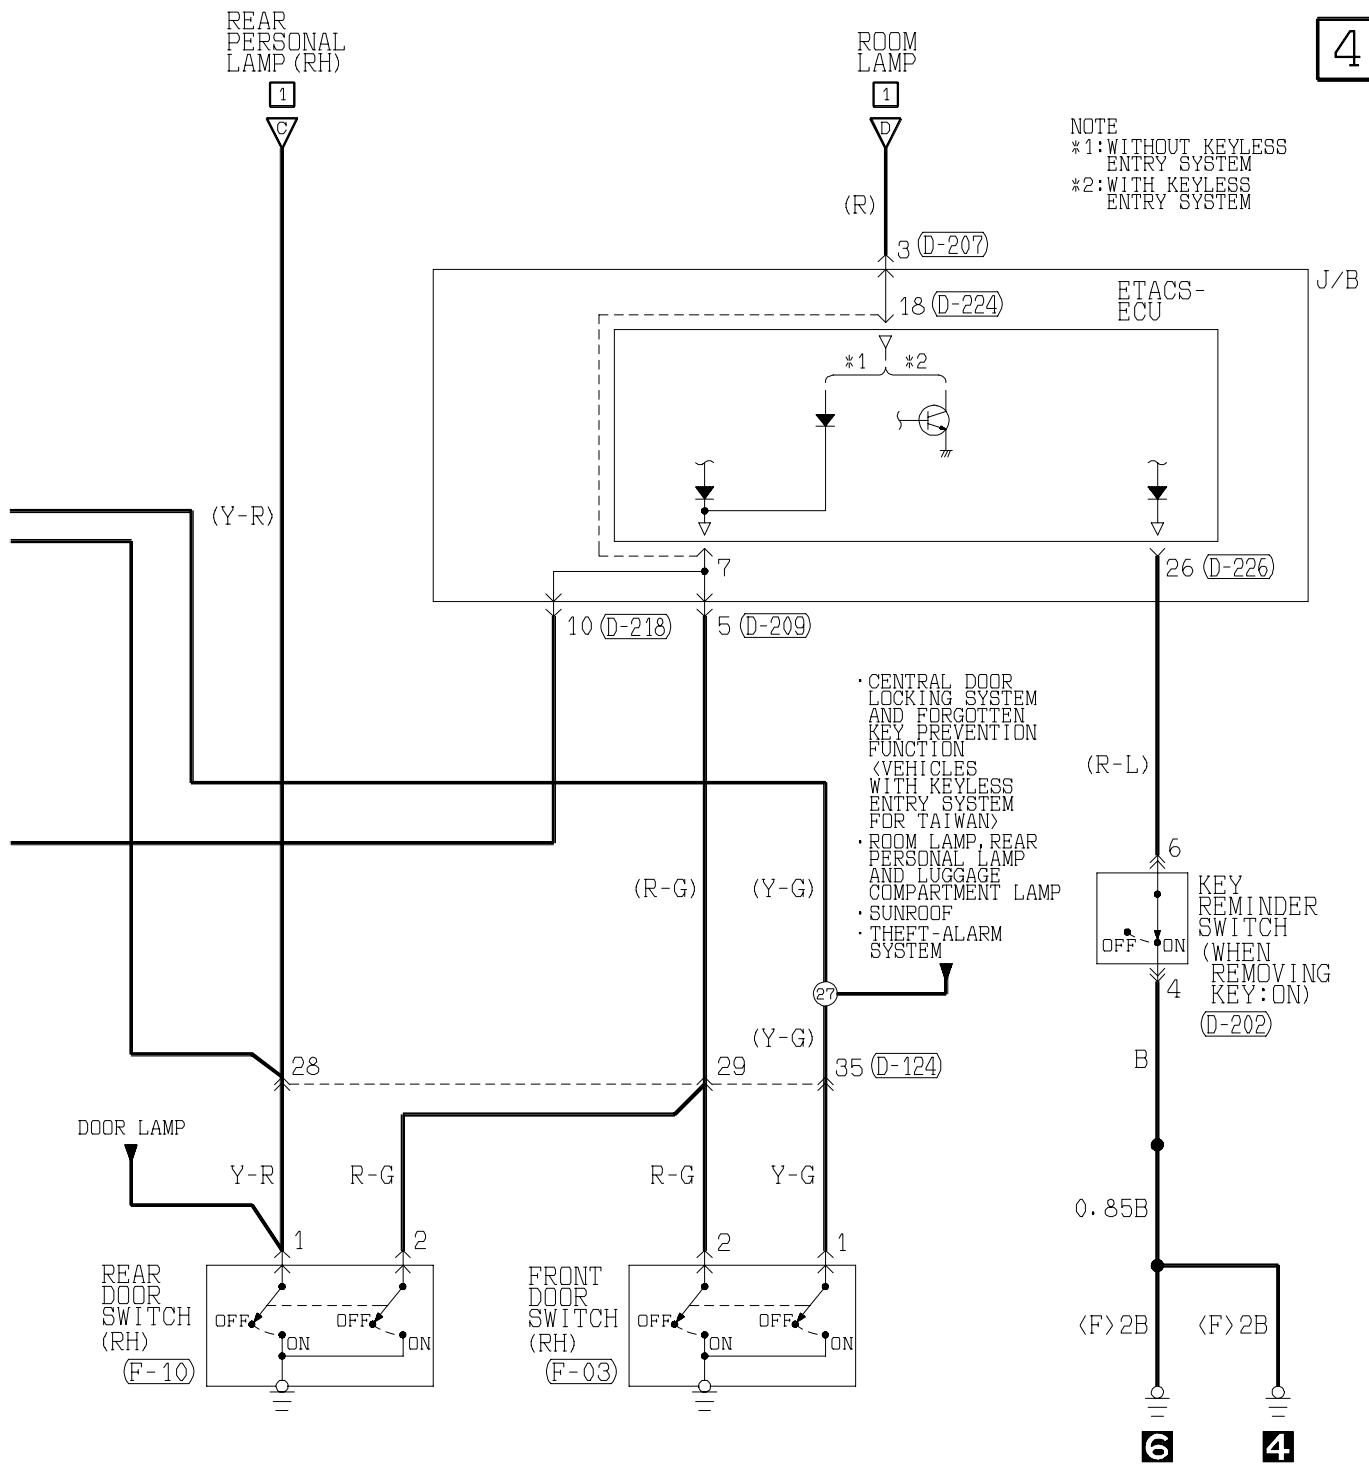 REAR
PERSONAL
LAMP (RH)
1
C
ROOM
LAMP
1
D
4
NOTE
*1:WITHOUT KEYLESS
ENTRY SYSTEM
*2:WITH KEYLESS
ENTRY SYSTEM
(R)
3 (D-207)
J/B
ETACS-
ECU
18 (D-224)
*1
*2
(Y-R)
7
26 (D-226)
10 (D-218)
5 (D-209)
· CENTRAL DOOR
LOCKING SYSTEM
AND FORGOTTEN
KEY PREVENTION
FUNCTION
<VEHICLES
WITH KEYLESS
ENTRY SYSTEM
FOR TAIWAN>
· ROOM LAMP, REAR
PERSONAL LAMP
AND LUGGAGE
COMPARTMENT LAMP
· SUNROOF
· THEFT-ALARM
SYSTEM
(R-L)
(R-G)
(Y-G)
6
KEY
REMINDER
SWITCH
(WHEN
REMOVING
KEY:ON)
(D-202)
OFF
ON
4
27
(Y-G)
28
29
35 (D-124)
B
DOOR LAMP
Y-R
R-G
R-G
Y-G
0.85B
1
2
2
1
REAR
DOOR
SWITCH
(RH)
(F-10)
OFF
ON
OFF
ON
FRONT
DOOR
SWITCH
(RH)
(F-03)
OFF
ON
OFF
ON
<F>2B
<F>2B
6
4